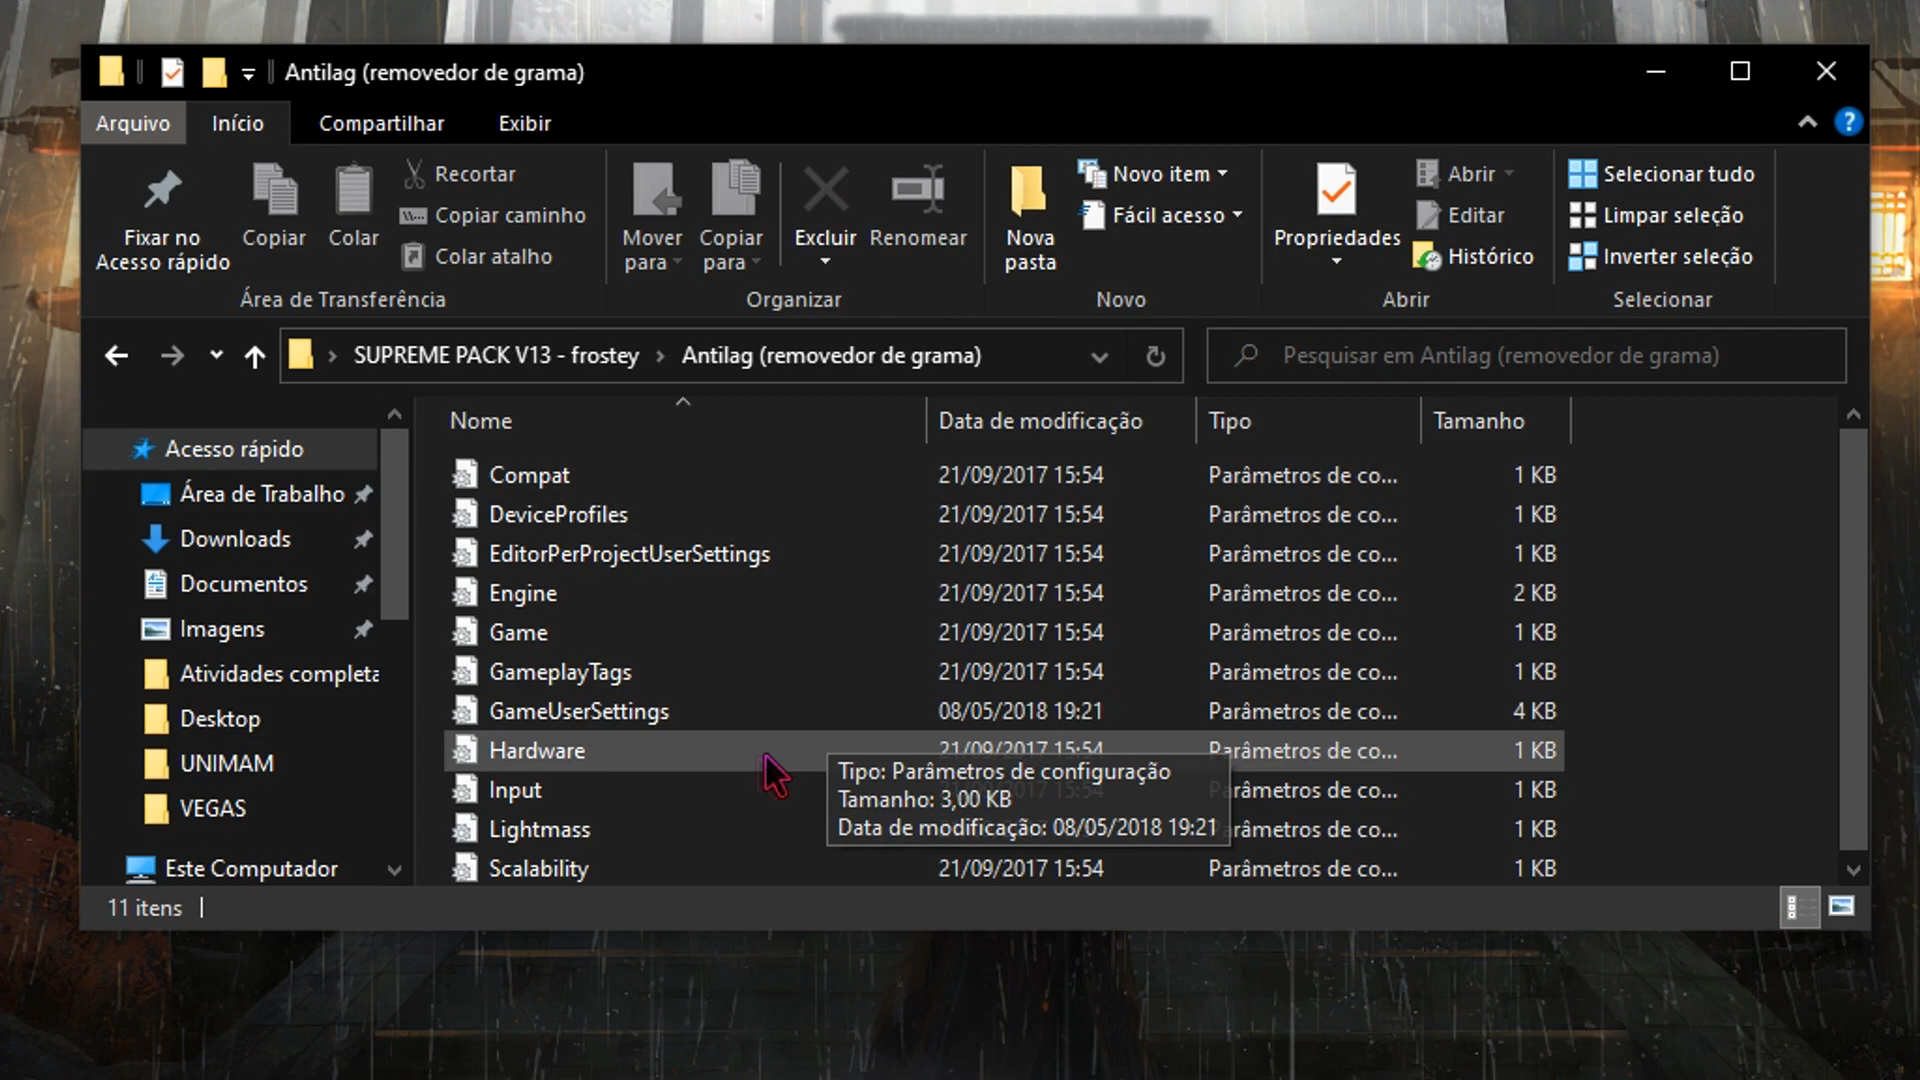 Antilag (removedor de grama)
Arquivo Início Compartilhar Exibir
Fixar no
Acesso rápido
Copiar
Colar
Recortar
Copiar caminho
Colar atalho
Área de Transferência
Mover
para
Copiar
para
Excluir
Renomear
Organizar
Nova
pasta
Novo item
Fácil acesso
Novo
Propriedades
Abrir
Editar
Histórico
Abrir
Selecionar tudo
Limpar seleção
Inverter seleção
Selecionar
SUPREME PACK V13 - frostey › Antilag (removedor de grama)
Pesquisar em Antilag (removedor de grama)
Acesso rápido
Área de Trabalho
Downloads
Documentos
Imagens
Atividades completa
Desktop
UNIMAM
VEGAS
Este Computador
Nome Data de modificação Tipo Tamanho
Compat 21/09/2017 15:54 Parâmetros de co... 1 KB
DeviceProfiles 21/09/2017 15:54 Parâmetros de co... 1 KB
EditorPerProjectUserSettings 21/09/2017 15:54 Parâmetros de co... 1 KB
Engine 21/09/2017 15:54 Parâmetros de co... 2 KB
Game 21/09/2017 15:54 Parâmetros de co... 1 KB
GameplayTags 21/09/2017 15:54 Parâmetros de co... 1 KB
GameUserSettings 08/05/2018 19:21 Parâmetros de co... 4 KB
Hardware 21/09/2017 15:54 Parâmetros de co... 1 KB
Input Parâmetros de co... 1 KB
Lightmass Parâmetros de co... 1 KB
Scalability 21/09/2017 15:54 Parâmetros de co... 1 KB
Tipo: Parâmetros de configuração
Tamanho: 3,00 KB
Data de modificação: 08/05/2018 19:21
11 itens